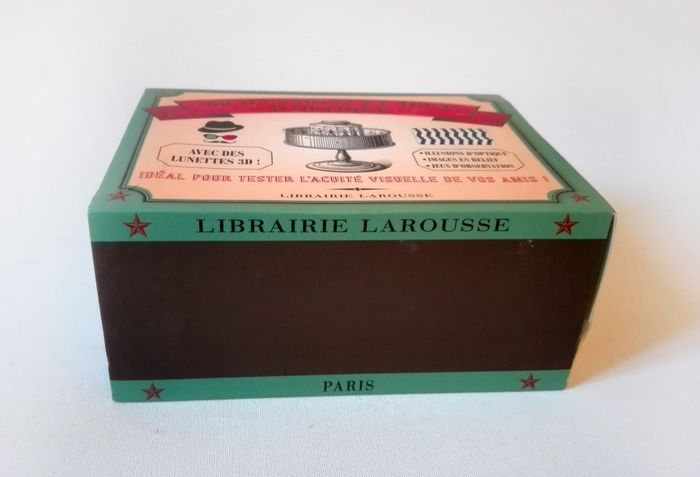 AVEC DES
LUNETTES 3D !
• ILLUSIONS D'OPTIQUE
• IMAGES EN RELIEF
• JEUX D'OBSERVATION
IDÉAL POUR TESTER L'ACUITÉ VISUELLE DE VOS AMIS !
LIBRAIRIE LAROUSSE
LIBRAIRIE LAROUSSE
PARIS